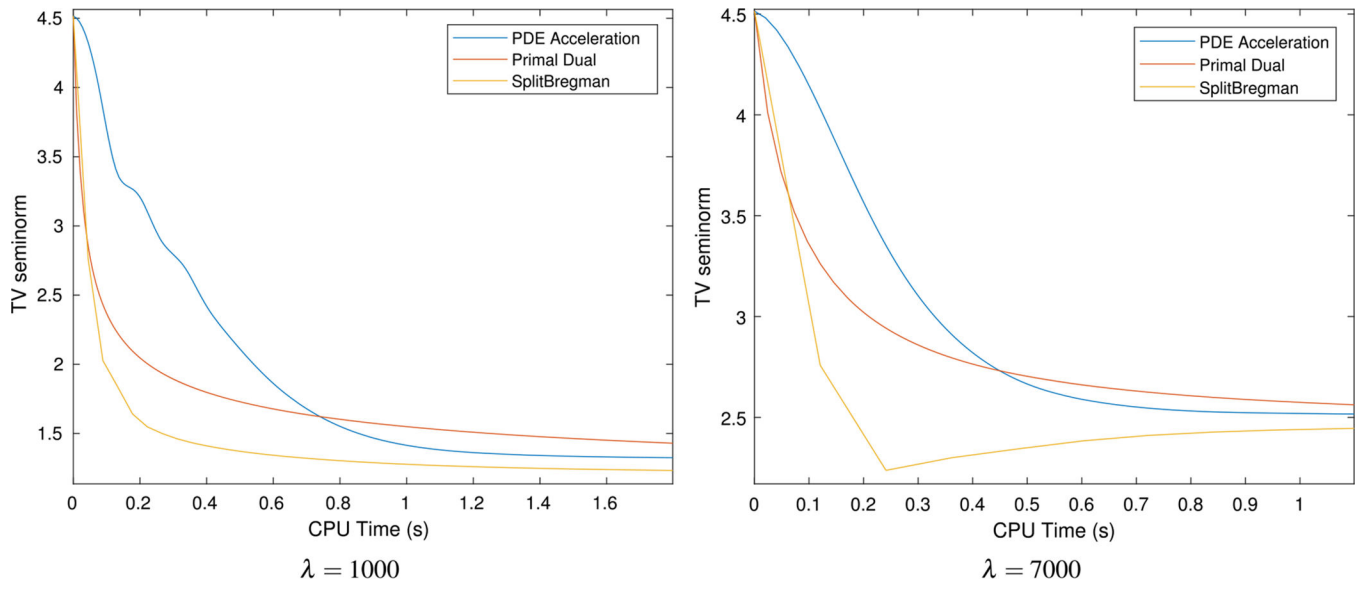 4.5
4
3.5
3
2.5
2
1.5
TV seminorm
0 0.2 0.4 0.6 0.8 1 1.2 1.4 1.6
CPU Time (s)
PDE Acceleration
Primal Dual
SplitBregman
λ = 1000
4.5
4
3.5
3
2.5
TV seminorm
0 0.1 0.2 0.3 0.4 0.5 0.6 0.7 0.8 0.9 1
CPU Time (s)
PDE Acceleration
Primal Dual
SplitBregman
λ = 7000